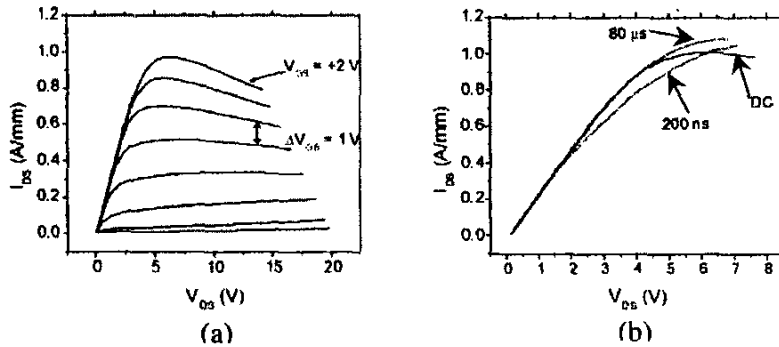 1.2
1.0
0.8
0.6
0.4
0.2
0.0
I_DS (A/mm)
V_GS = +2 V
ΔV_GS = 1 V
0 5 10 15 20
V_DS (V)
(a)
1.2
1.0
0.8
0.6
0.4
0.2
0.0
I_DS (A/mm)
80 µs
DC
200 ns
0 1 2 3 4 5 6 7 8
V_DS (V)
(b)